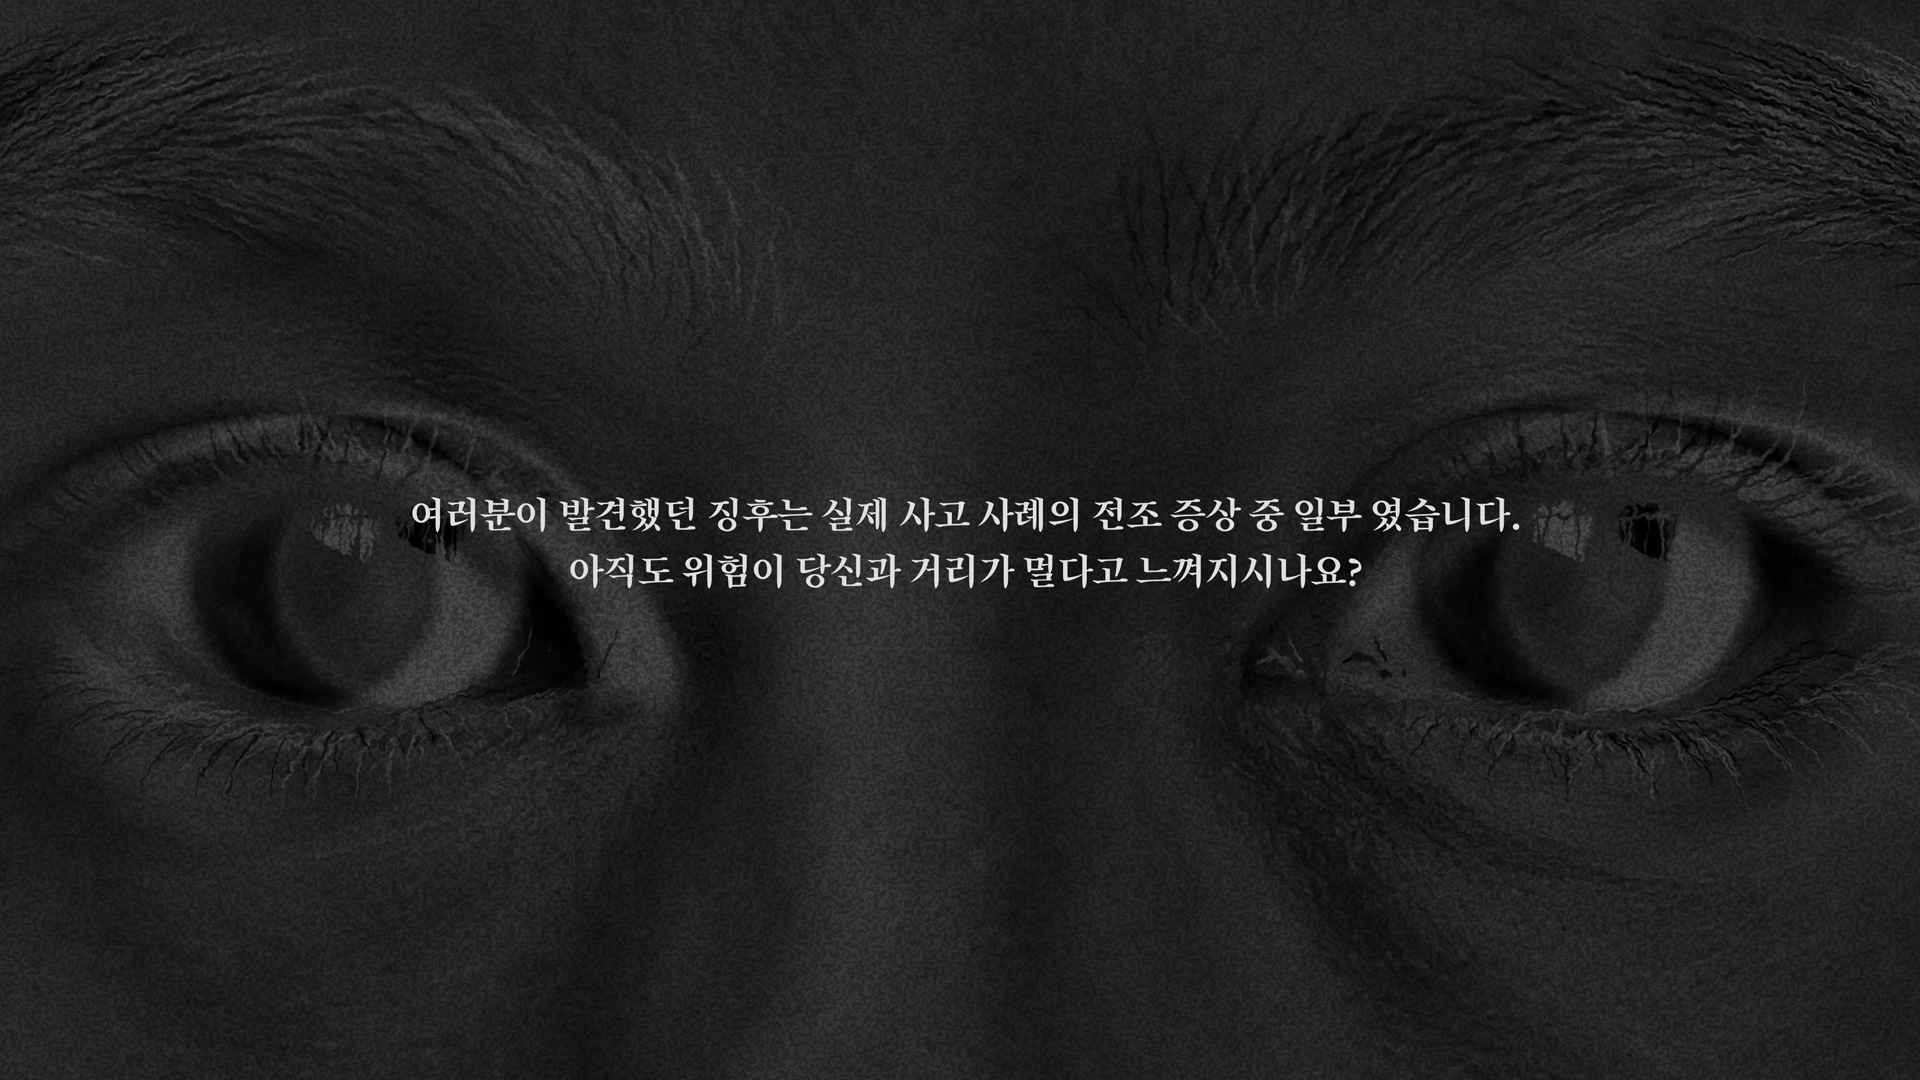 여러분이 발견했던 징후는 실제 사고 사례의 전조 증상 중 일부 였습니다.
아직도 위험이 당신과 거리가 멀다고 느껴지시나요?